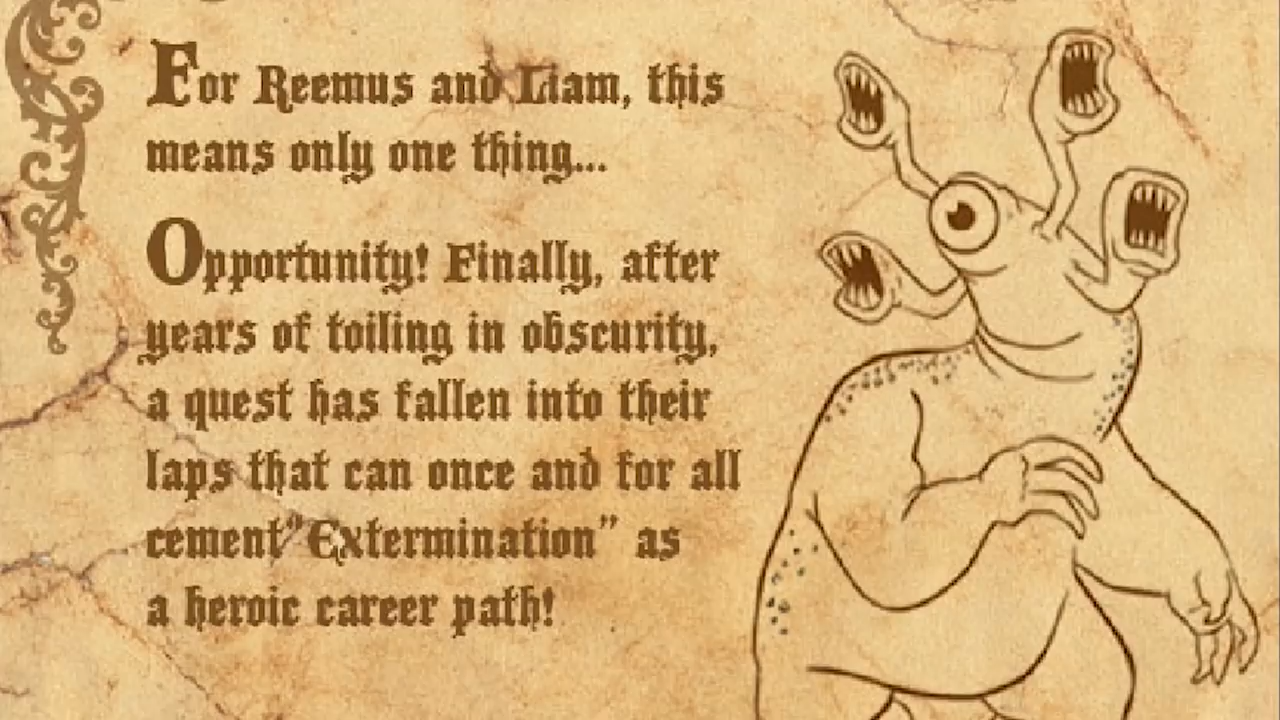 For Reemus and Liam, this
means only one thing...
Opportunity! Finally, after
years of toiling in obscurity,
a quest has fallen into their
laps that can once and for all
cement"Extermination" as
a heroic career path!